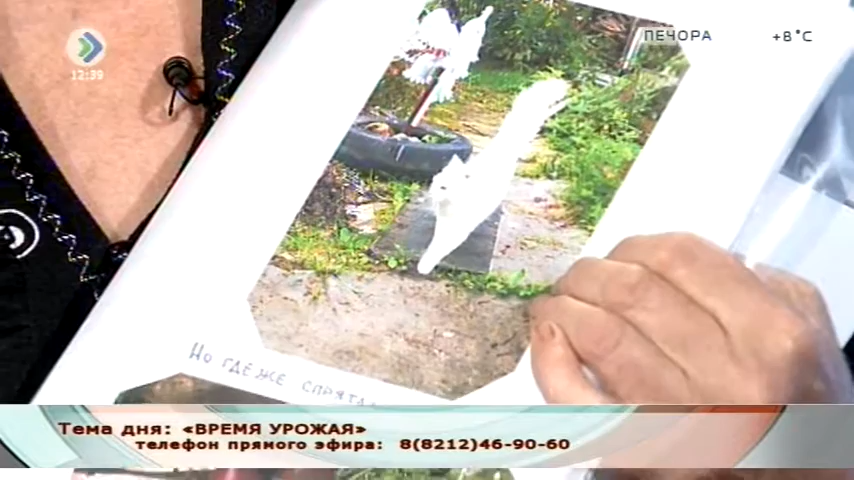 ПЕЧОРА +8°C
12:39
Но где же спрята
Тема дня: «ВРЕМЯ УРОЖАЯ»
телефон прямого эфира: 8(8212)46-90-60